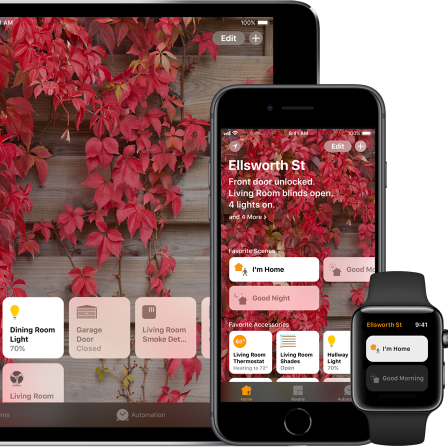 AM
100%
Edit
Dining Room
Light
70%
Garage
Door
Closed
Living Room
Smoke Det...
Living Room
Automation
9:41 AM
100%
Edit
Ellsworth St
Front door unlocked.
Living Room blinds open.
4 lights on.
and 4 More
Favorite Scenes
I'm Home
Good Mo
Good Night
Favorite Accessories
66°
Living Room
Thermostat
Heating to 72°
Living Room
Shades
Open
Hallway
Light
70%
Home
Rooms
Ellsworth St
9:41
I'm Home
Good Morning